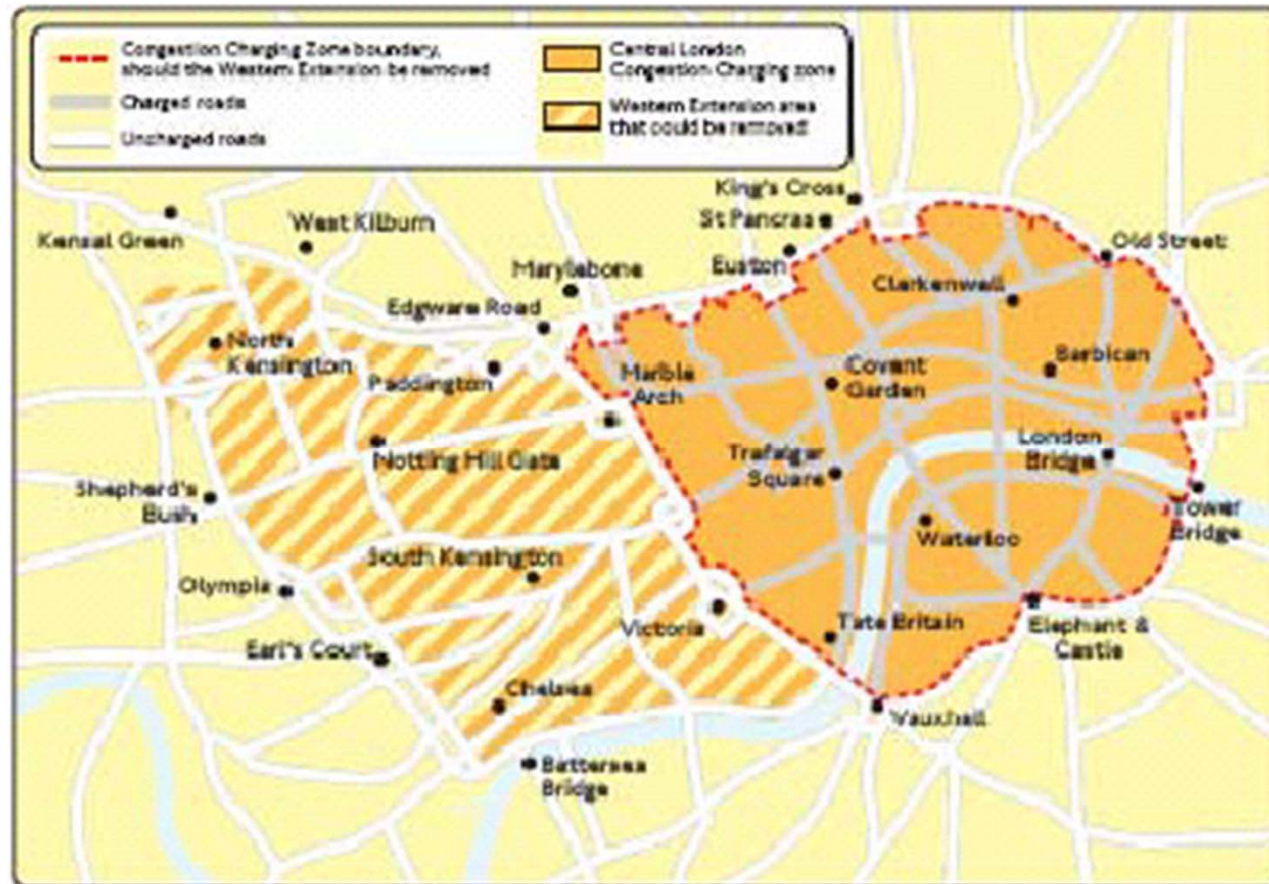 Congestion Charging Zone boundary,
should the Western Extension be removed
Charged roads
Uncharged roads
Central London
Congestion Charging zone
Western Extension area
that could be removed
King's Cross
St Pancras
Euston
Old Street
Kensal Green
West Kilburn
Marylebone
Clerkenwell
Edgware Road
North
Kensington
Paddington
Marble
Arch
Covent
Garden
Barbican
Notting Hill Gate
Trafalgar
Square
London
Bridge
Shepherd's
Bush
Tower
Bridge
South Kensington
Waterloo
Olympia
Victoria
Tate Britain
Elephant &
Castle
Earl's Court
Chelsea
Vauxhall
Battersea
Bridge